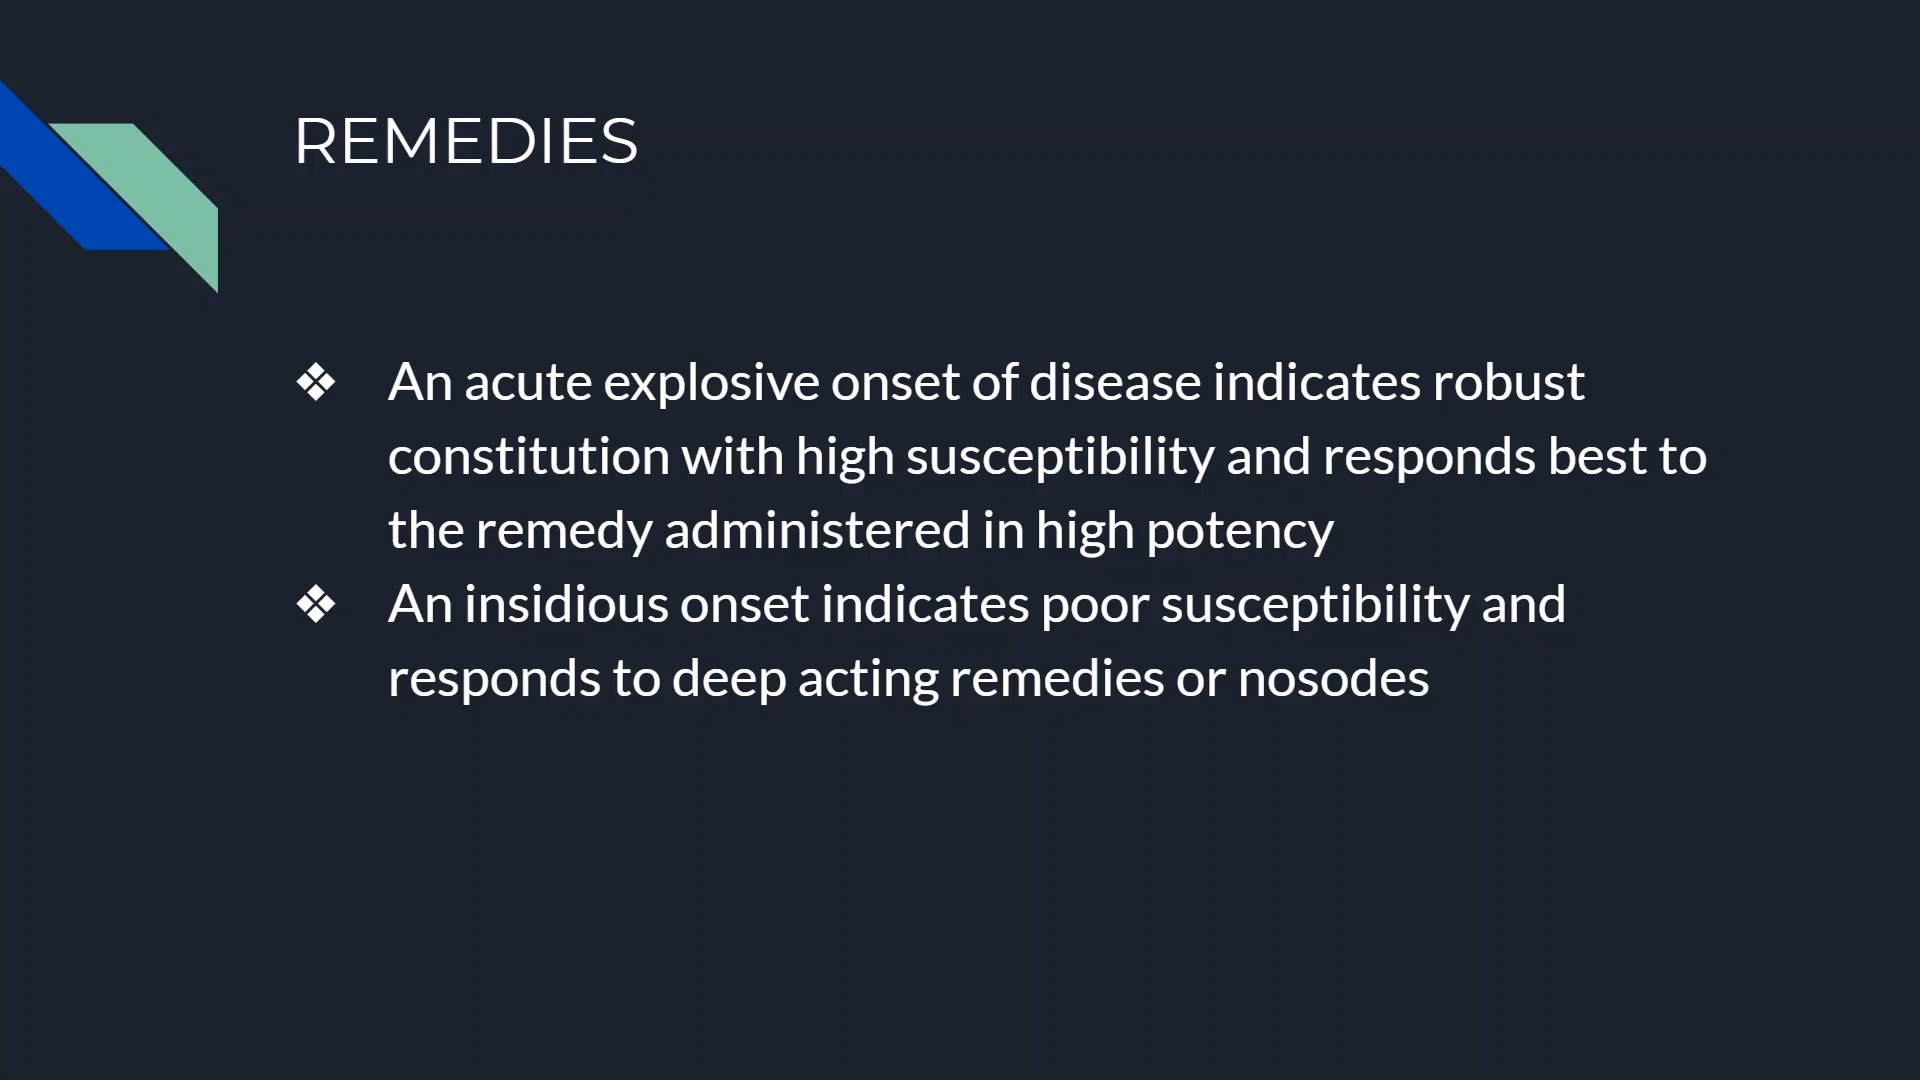 REMEDIES
❖ An acute explosive onset of disease indicates robust
constitution with high susceptibility and responds best to
the remedy administered in high potency
❖ An insidious onset indicates poor susceptibility and
responds to deep acting remedies or nosodes